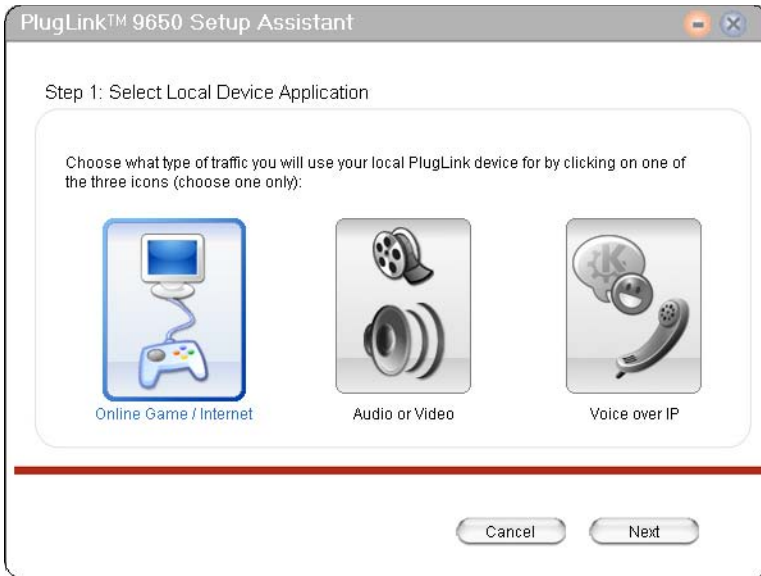 PlugLink™ 9650 Setup Assistant
Step 1: Select Local Device Application
Choose what type of traffic you will use your local PlugLink device for by clicking on one of
the three icons (choose one only):
K
Online Game / Internet
Audio or Video
Voice over IP
Cancel
Next